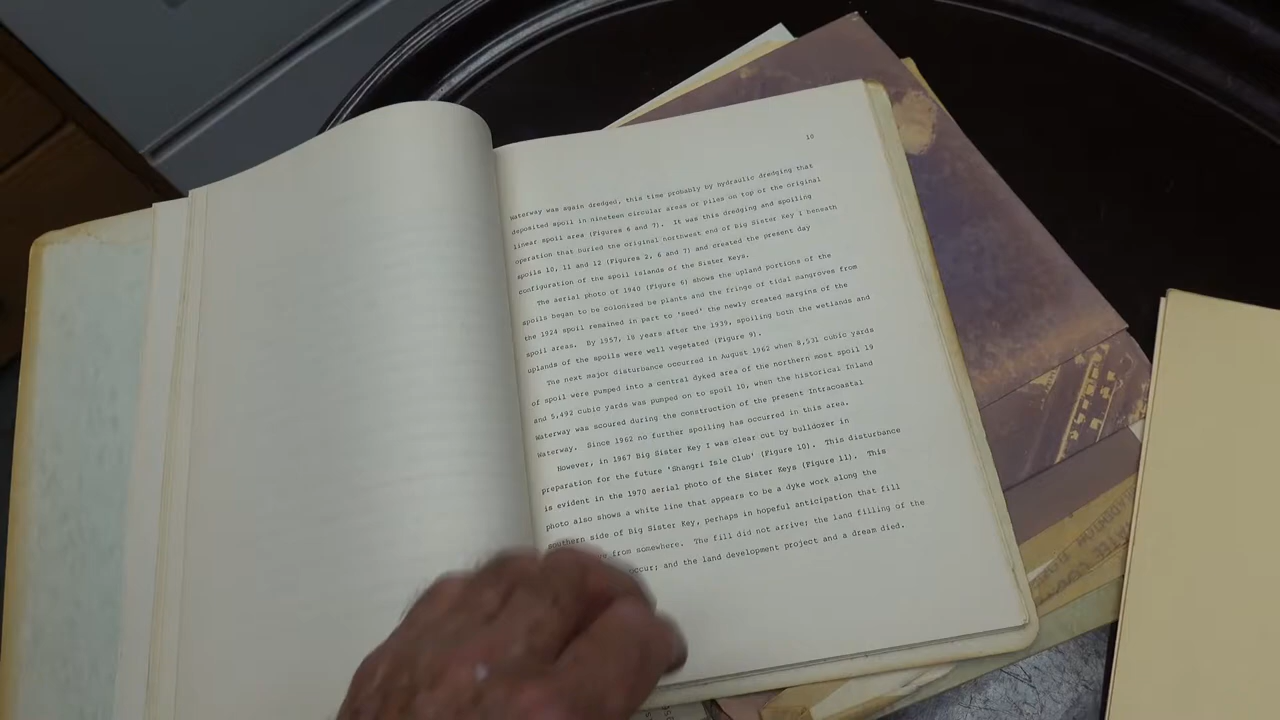 10
Waterway was again dredged, this time probably by hydraulic dredging that
deposited spoil in nineteen circular areas or piles on top of the original
linear spoil area (Figures 6 and 7). It was this dredging and spoiling
operation that buried the original northwest end of Big Sister Key I beneath
spoils 10, 11 and 12 (Figures 2, 6 and 7) and created the present day
configuration of the spoil islands of the Sister Keys.
The aerial photo of 1940 (Figure 6) shows the upland portions of the
spoils began to be colonized be plants and the fringe of tidal mangroves from
the 1924 spoil remained in part to 'seed' the newly created margins of the
spoil areas. By 1957, 18 years after the 1939, spoiling both the wetlands and
uplands of the spoils were well vegetated (Figure 9).
The next major disturbance occurred in August 1962 when 8,531 cubic yards
of spoil were pumped into a central dyked area of the northern most spoil 19
and 5,492 cubic yards was pumped on to spoil 10, when the historical Inland
Waterway was scoured during the construction of the present Intracoastal
Waterway. Since 1962 no further spoiling has occurred in this area.
However, in 1967 Big Sister Key I was clear out by bulldozer in
preparation for the future 'Shangri Isle Club' (Figure 10). This disturbance
is evident in the 1970 aerial photo of the Sister Keys (Figure 11). This
photo also shows a white line that appears to be a dyke work along the
southern side of Big Sister Key, perhaps in hopeful anticipation that fill
from somewhere. The fill did not arrive; the land filling of the
occur; and the land development project and a dream died.